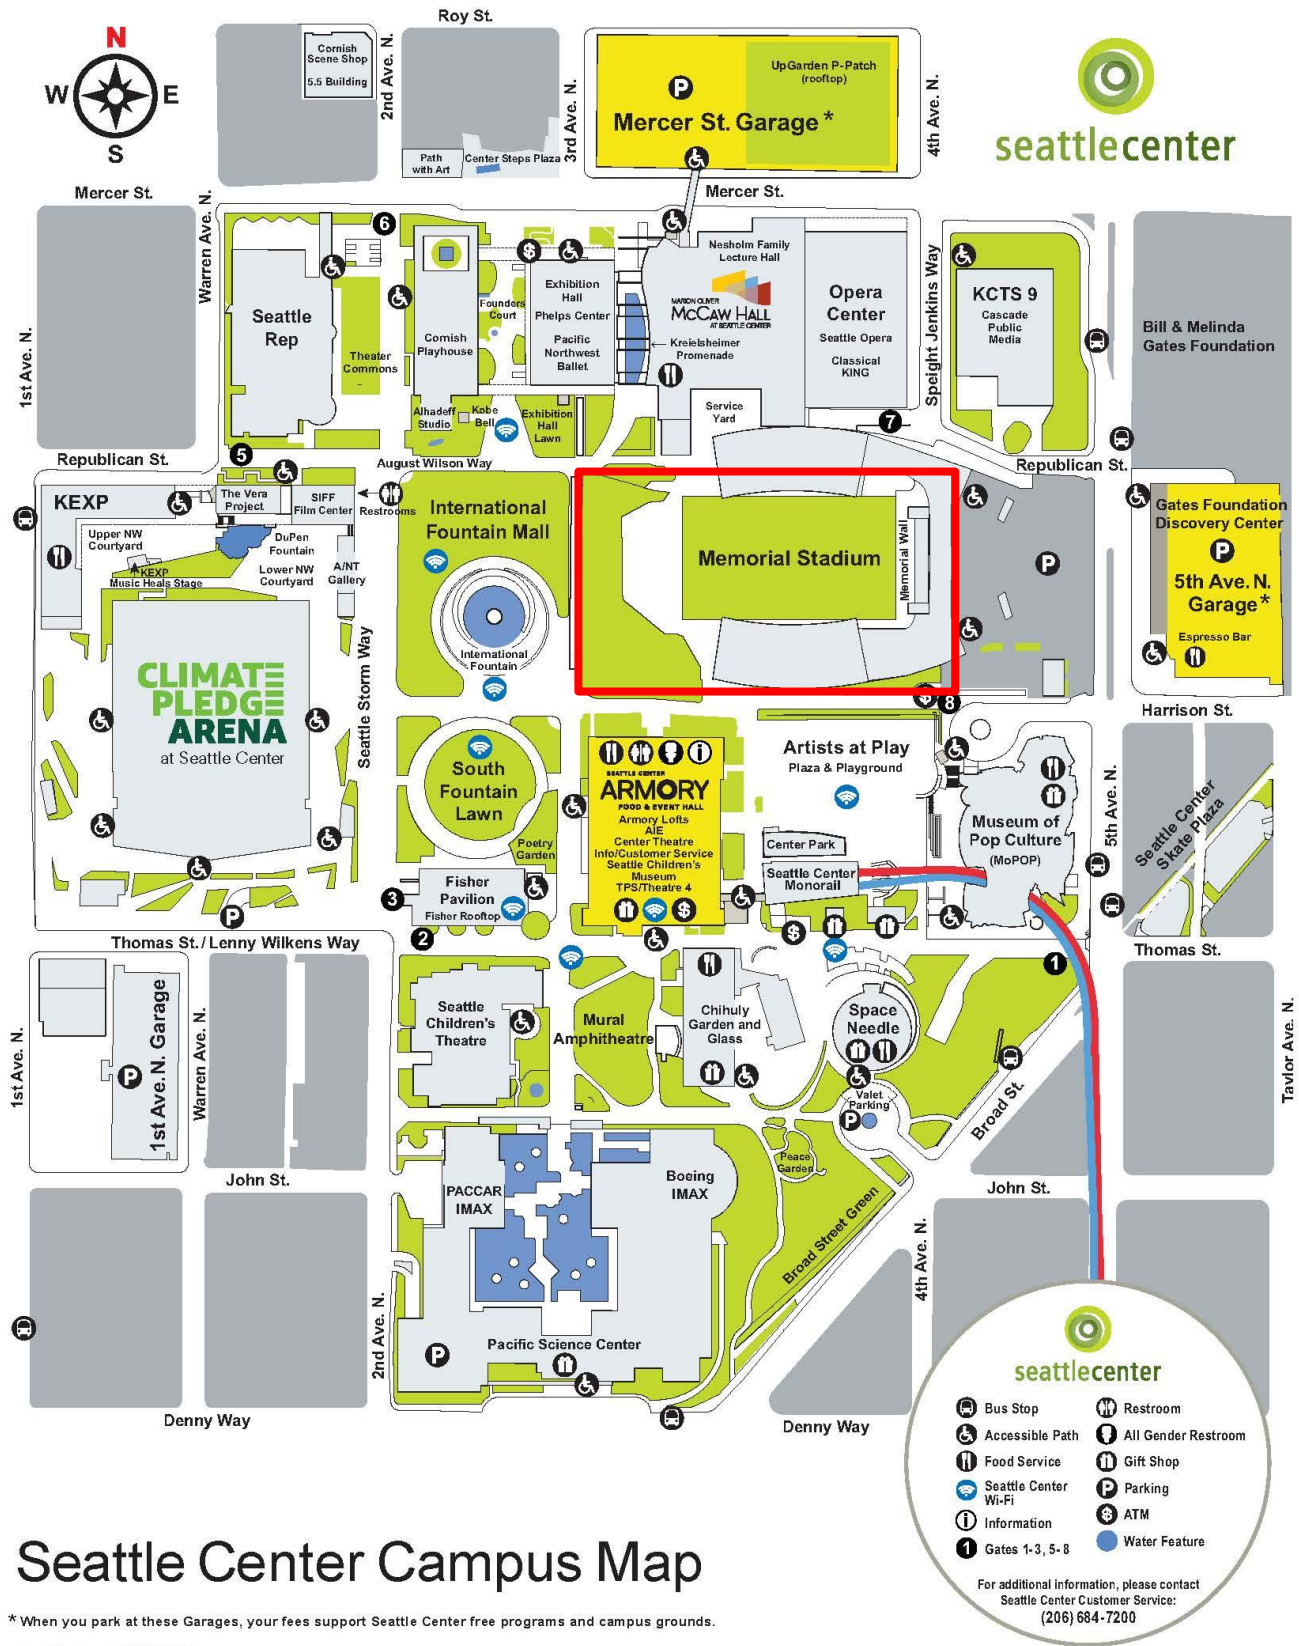 Roy St.
N
W
E
S
Cornish
Scene Shop
5.5 Building
2nd Ave. N.
Path
with Art
Center Steps Plaza
3rd Ave. N.
P
UpGarden P-Patch
(rooftop)
Mercer St. Garage *
4th Ave. N.
seattlecenter
Mercer St.
Mercer St.
Warren Ave. N.
1st Ave. N.
6
Seattle
Rep
Theater
Commons
Cornish
Playhouse
Alhadeff
Studio
Kobe
Bell
Founders
Court
$
Exhibition
Hall
Phelps Center
Pacific
Northwest
Ballet
Exhibition
Hall
Lawn
Nesholm Family
Lecture Hall
MARION OLIVER
McCAW HALL
AT SEATTLE CENTER
Kreielsheimer
Promenade
Service
Yard
Opera
Center
Seattle Opera
Classical
KING
7
Speight Jenkins Way
KCTS 9
Cascade
Public
Media
Bill & Melinda
Gates Foundation
Republican St.
5
August Wilson Way
Republican St.
KEXP
The Vera
Project
SIFF
Film Center
Restrooms
Upper NW
Courtyard
DuPen
Fountain
KEXP
Music Heals Stage
Lower NW
Courtyard
A/NT
Gallery
International
Fountain Mall
International
Fountain
Memorial Stadium
Memorial Wall
P
Gates Foundation
Discovery Center
P
5th Ave. N.
Garage *
Espresso Bar
Harrison St.
$
8
CLIMATE
PLEDGE
ARENA
at Seattle Center
Seattle Storm Way
South
Fountain
Lawn
Poetry
Garden
i
SEATTLE CENTER
ARMORY
FOOD & EVENT HALL
Armory Lofts
AIE
Center Theatre
Info/Customer Service
Seattle Children's
Museum
TPS/Theatre 4
$
Artists at Play
Plaza & Playground
Center Park
Seattle Center
Monorail
Museum of
Pop Culture
(MoPOP)
5th Ave. N.
Seattle Center
Skate Plaza
P
3
Fisher
Pavilion
Fisher Rooftop
2
$
Thomas St. / Lenny Wilkens Way
Thomas St.
1
1st Ave. N.
1st Ave. N. Garage
P
Warren Ave. N.
Seattle
Children's
Theatre
Mural
Amphitheatre
Chihuly
Garden and
Glass
Space
Needle
Valet
Parking
P
Broad St.
Taylor Ave. N.
John St.
John St.
PACCAR
IMAX
Boeing
IMAX
Peace
Garden
Broad Street Green
4th Ave. N.
2nd Ave. N.
P
Pacific Science Center
Denny Way
Denny Way
seattlecenter
Bus Stop
Accessible Path
Food Service
Seattle Center
Wi-Fi
i Information
1 Gates 1-3, 5-8
Restroom
All Gender Restroom
Gift Shop
P Parking
$ ATM
Water Feature
For additional information, please contact
Seattle Center Customer Service:
(206) 684-7200
Seattle Center Campus Map
* When you park at these Garages, your fees support Seattle Center free programs and campus grounds.